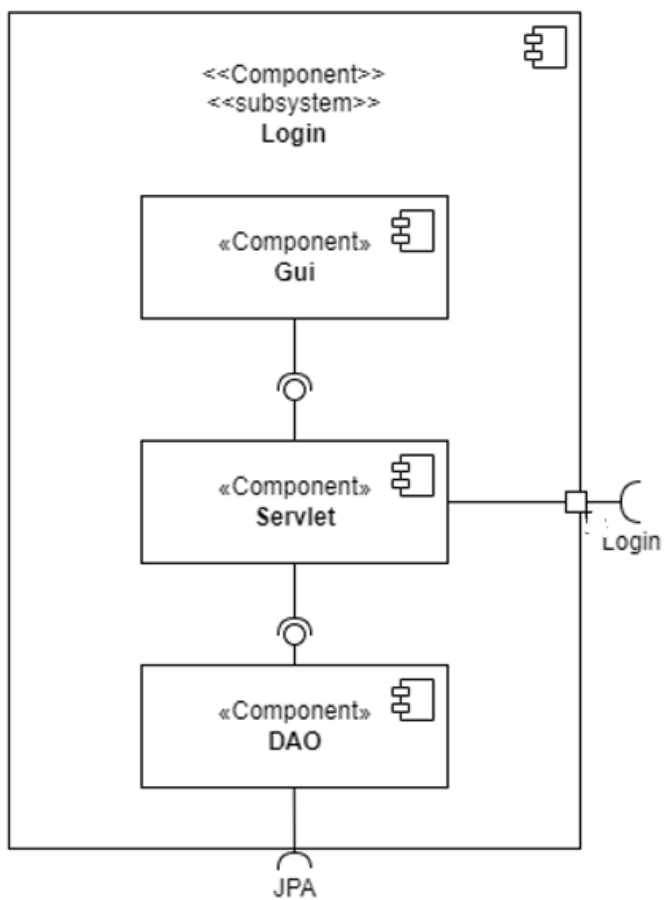 <<Component>>
<<subsystem>>
Login
«Component»
Gui
«Component»
Servlet
Login
«Component»
DAO
JPA